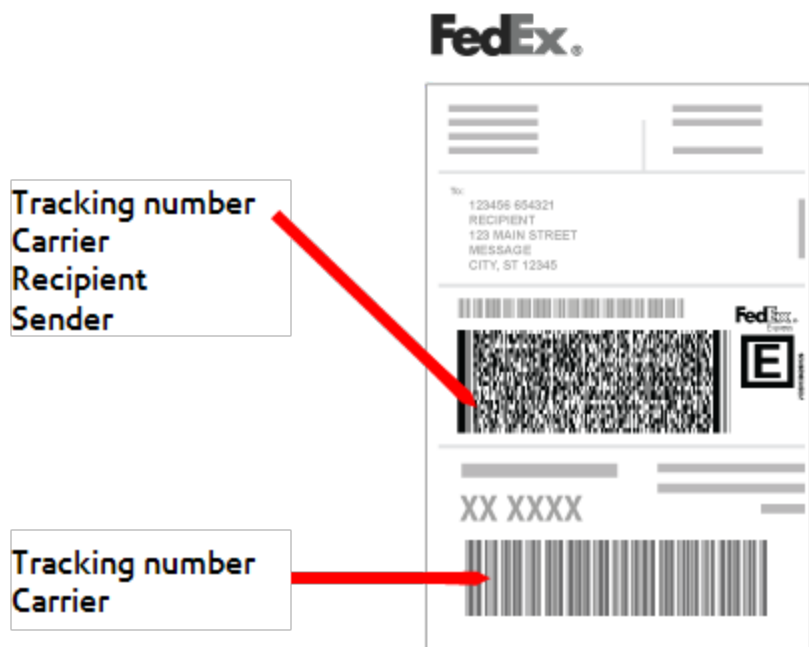 FedEx®
To:
123456 654321
RECIPIENT
123 MAIN STREET
MESSAGE
CITY, ST 12345
Tracking number
Carrier
Recipient
Sender
FedEx
Express
E
XX XXXX
Tracking number
Carrier